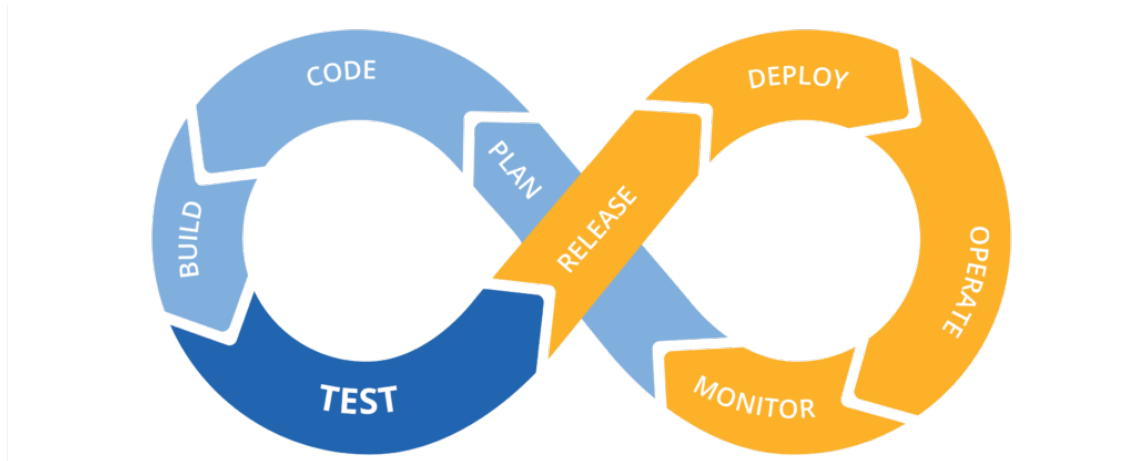 CODE
DEPLOY
PLAN
BUILD
RELEASE
OPERATE
TEST
MONITOR